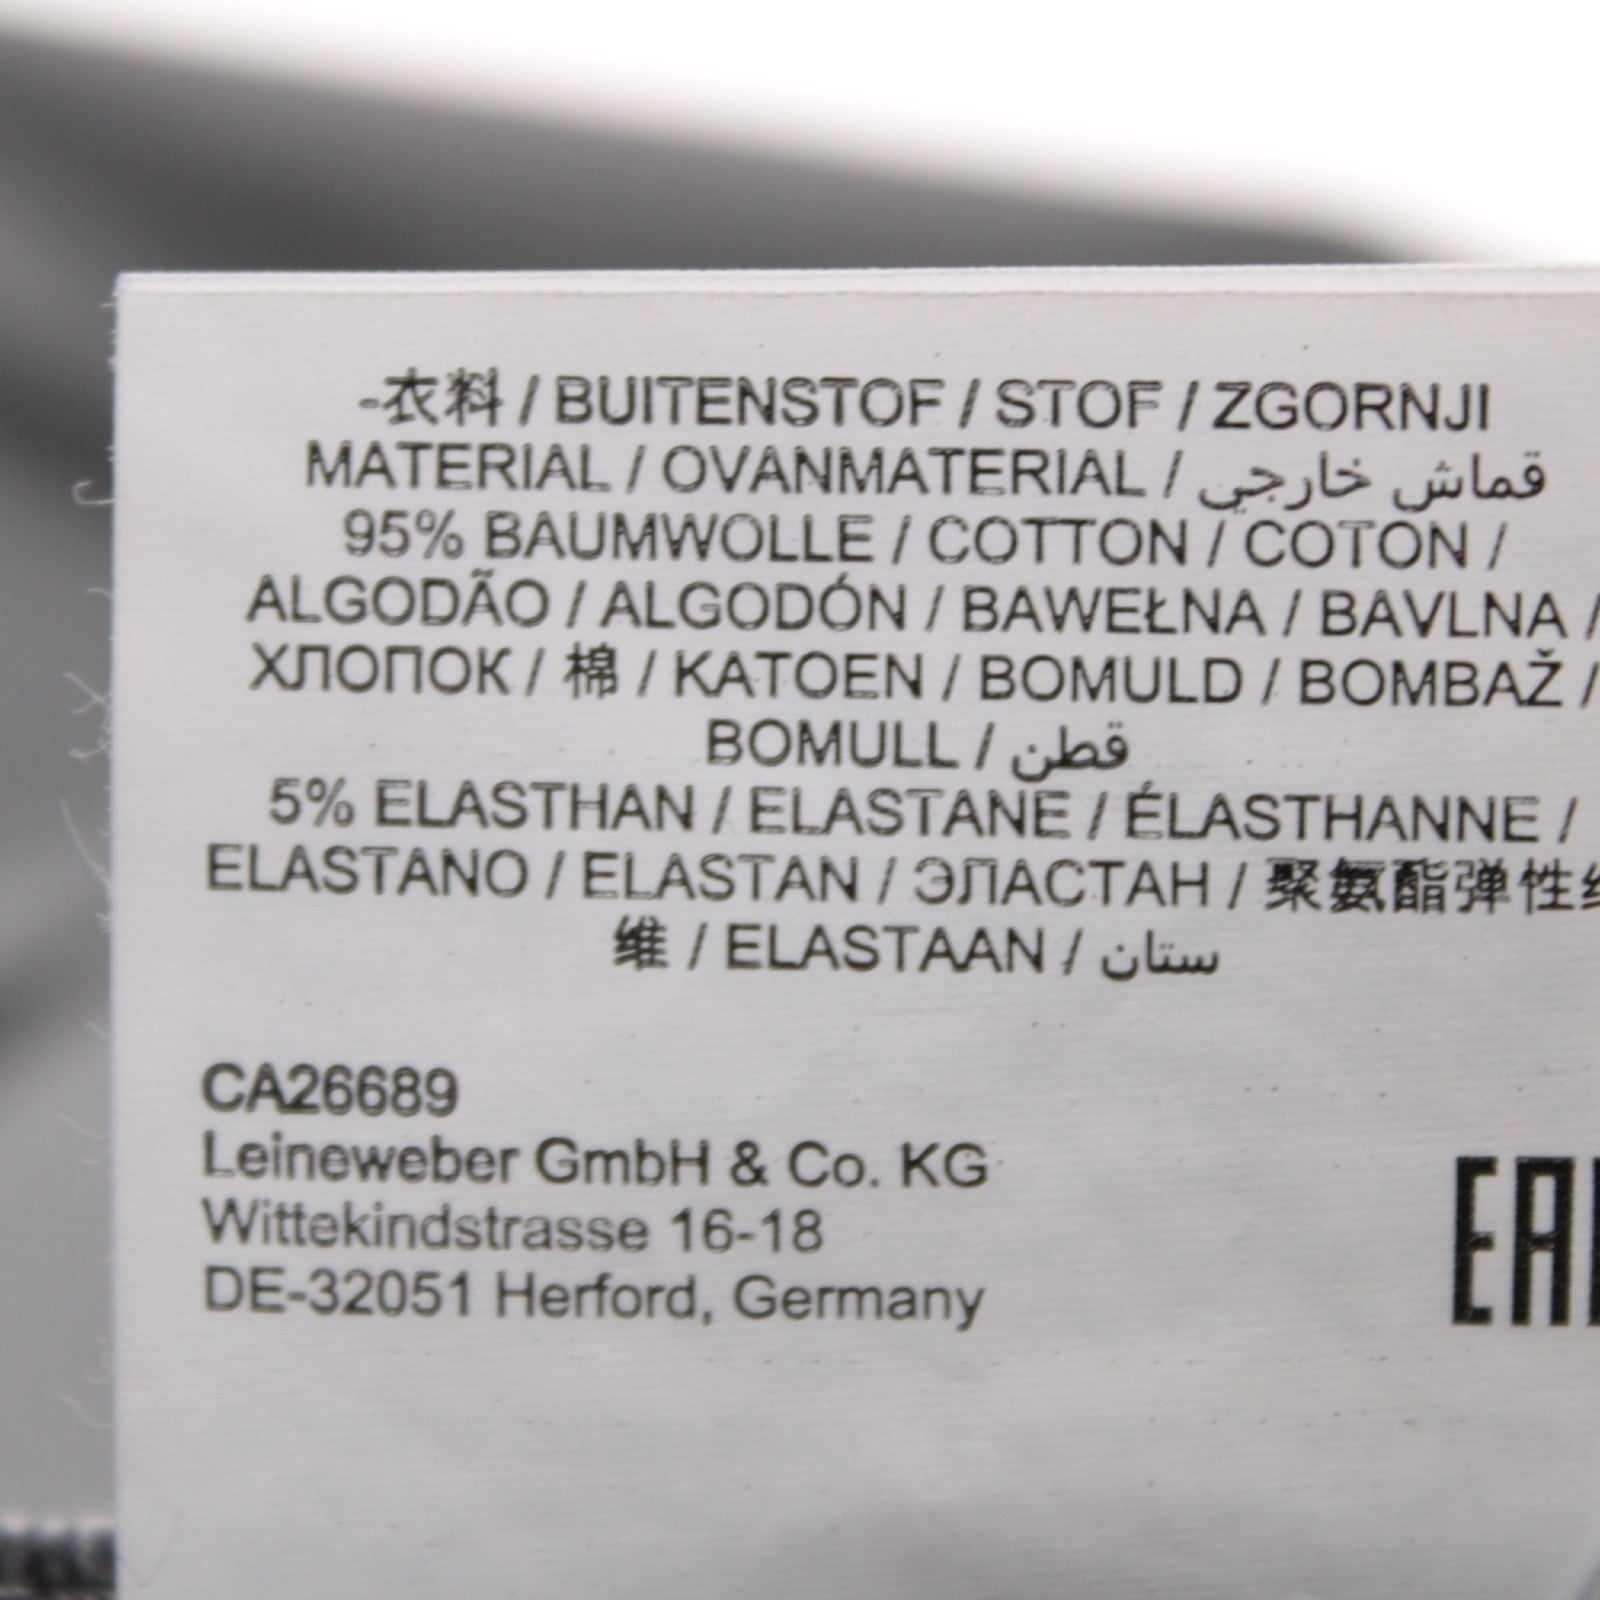 -衣料 / BUITENSTOF / STOF / ZGORNJI
MATERIAL / OVANMATERIAL / قماش خارجي
95% BAUMWOLLE / COTTON / COTON /
ALGODÃO / ALGODÓN / BAWEŁNA / BAVLNA /
ХЛОПОК / 棉 / KATOEN / BOMULD / BOMBAŽ /
BOMULL / قطن
5% ELASTHAN / ELASTANE / ÉLASTHANNE /
ELASTANO / ELASTAN / ЭЛАСТАН / 聚氨酯弹性纤
维 / ELASTAAN / ستان
CA26689
Leineweber GmbH & Co. KG
Wittekindstrasse 16-18
DE-32051 Herford, Germany
EAC